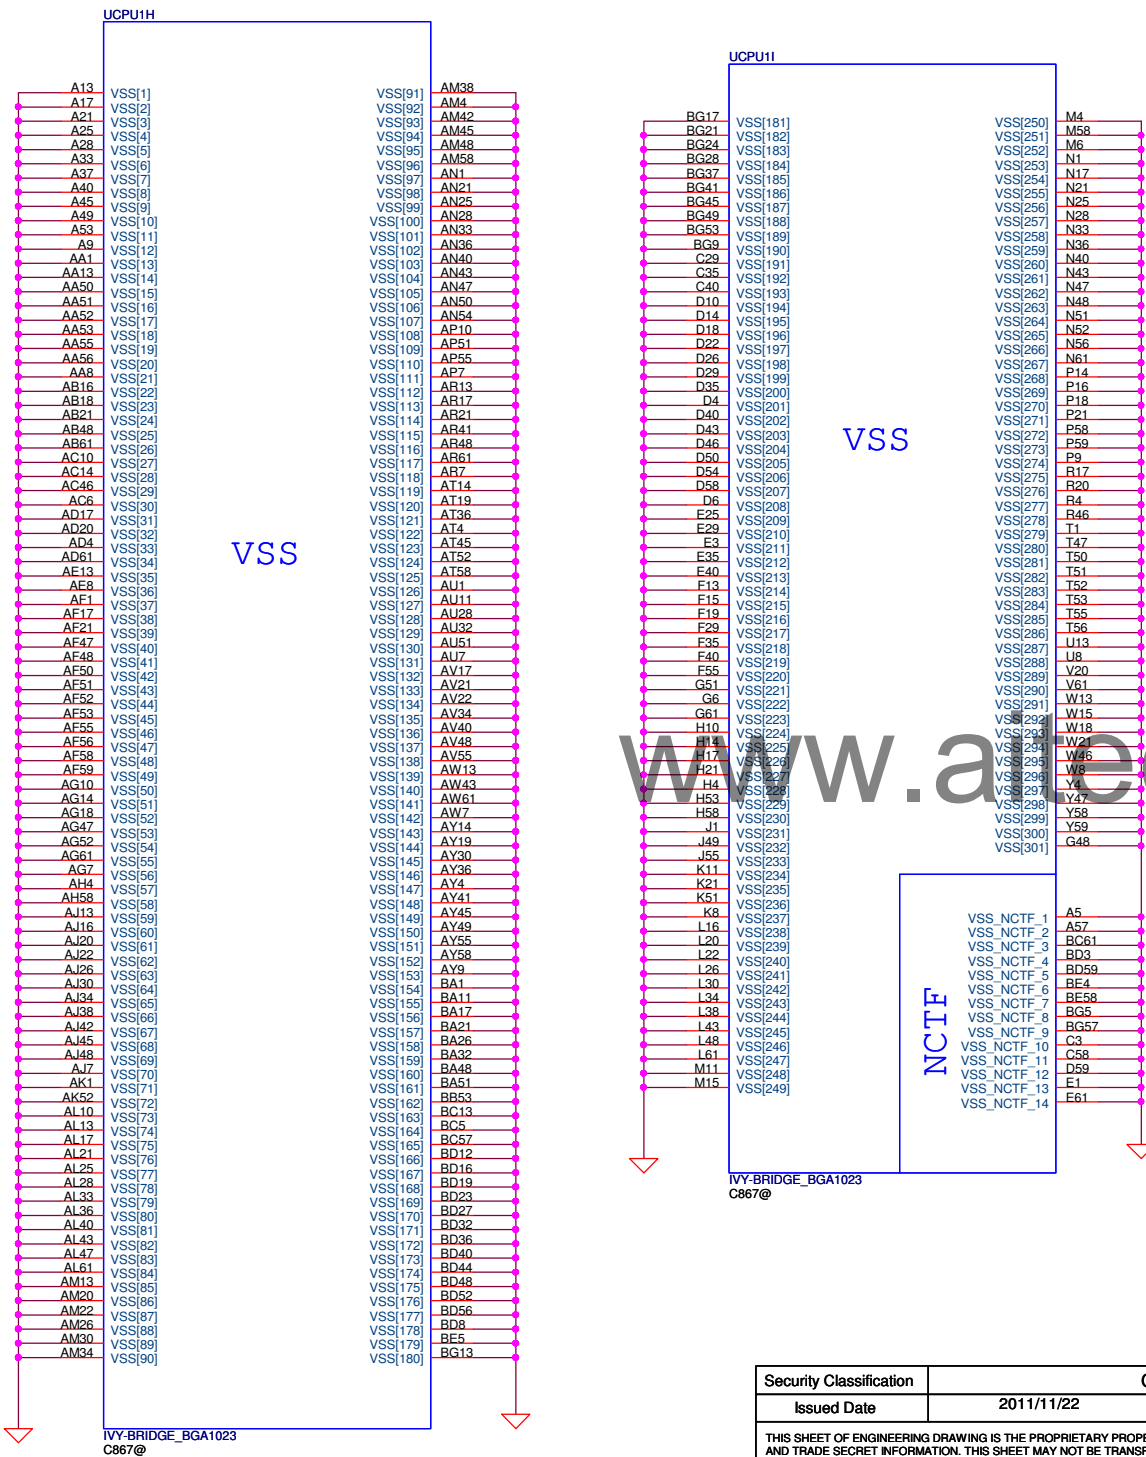 UCPU1H
A13 VSS[1] VSS[91] AM38
A17 VSS[2] VSS[92] AM4
A21 VSS[3] VSS[93] AM42
A25 VSS[4] VSS[94] AM45
A28 VSS[5] VSS[95] AM48
A33 VSS[6] VSS[96] AM58
A37 VSS[7] VSS[97] AN1
A40 VSS[8] VSS[98] AN21
A45 VSS[9] VSS[99] AN25
A49 VSS[10] VSS[100] AN28
A53 VSS[11] VSS[101] AN33
A9 VSS[12] VSS[102] AN36
AA1 VSS[13] VSS[103] AN40
AA13 VSS[14] VSS[104] AN43
AA50 VSS[15] VSS[105] AN47
AA51 VSS[16] VSS[106] AN50
AA52 VSS[17] VSS[107] AN54
AA53 VSS[18] VSS[108] AP10
AA55 VSS[19] VSS[109] AP51
AA56 VSS[20] VSS[110] AP55
AA8 VSS[21] VSS[111] AP7
AB16 VSS[22] VSS[112] AR13
AB18 VSS[23] VSS[113] AR17
AB21 VSS[24] VSS[114] AR21
AB48 VSS[25] VSS[115] AR41
AB61 VSS[26] VSS[116] AR48
AC10 VSS[27] VSS[117] AR61
AC14 VSS[28] VSS[118] AR7
AC46 VSS[29] VSS[119] AT14
AC6 VSS[30] VSS[120] AT19
AD17 VSS[31] VSS[121] AT36
AD20 VSS[32] VSS[122] AT4
AD4 VSS[33] VSS[123] AT45
AD61 VSS[34] VSS[124] AT52
AE13 VSS[35] VSS[125] AT58
AE8 VSS[36] VSS[126] AU1
AF1 VSS[37] VSS[127] AU11
AF17 VSS[38] VSS[128] AU28
AF21 VSS[39] VSS[129] AU32
AF47 VSS[40] VSS[130] AU51
AF48 VSS[41] VSS[131] AU7
AF50 VSS[42] VSS[132] AV17
AF51 VSS[43] VSS[133] AV21
AF52 VSS[44] VSS[134] AV22
AF53 VSS[45] VSS[135] AV34
AF55 VSS[46] VSS[136] AV40
AF56 VSS[47] VSS[137] AV48
AF58 VSS[48] VSS[138] AV55
AF59 VSS[49] VSS[139] AW13
AG10 VSS[50] VSS[140] AW43
AG14 VSS[51] VSS[141] AW61
AG18 VSS[52] VSS[142] AW7
AG47 VSS[53] VSS[143] AY14
AG52 VSS[54] VSS[144] AY19
AG61 VSS[55] VSS[145] AY30
AG7 VSS[56] VSS[146] AY36
AH4 VSS[57] VSS[147] AY4
AH58 VSS[58] VSS[148] AY41
AJ13 VSS[59] VSS[149] AY45
AJ16 VSS[60] VSS[150] AY49
AJ20 VSS[61] VSS[151] AY55
AJ22 VSS[62] VSS[152] AY58
AJ26 VSS[63] VSS[153] AY9
AJ30 VSS[64] VSS[154] BA1
AJ34 VSS[65] VSS[155] BA11
AJ38 VSS[66] VSS[156] BA17
AJ42 VSS[67] VSS[157] BA21
AJ45 VSS[68] VSS[158] BA26
AJ48 VSS[69] VSS[159] BA32
AJ7 VSS[70] VSS[160] BA48
AK1 VSS[71] VSS[161] BA51
AK52 VSS[72] VSS[162] BB53
AL10 VSS[73] VSS[163] BC13
AL13 VSS[74] VSS[164] BC5
AL17 VSS[75] VSS[165] BC57
AL21 VSS[76] VSS[166] BD12
AL25 VSS[77] VSS[167] BD16
AL28 VSS[78] VSS[168] BD19
AL33 VSS[79] VSS[169] BD23
AL36 VSS[80] VSS[170] BD27
AL40 VSS[81] VSS[171] BD32
AL43 VSS[82] VSS[172] BD36
AL47 VSS[83] VSS[173] BD40
AL61 VSS[84] VSS[174] BD44
AM13 VSS[85] VSS[175] BD48
AM20 VSS[86] VSS[176] BD52
AM22 VSS[87] VSS[177] BD56
AM26 VSS[88] VSS[178] BD8
AM30 VSS[89] VSS[179] BE5
AM34 VSS[90] VSS[180] BG13
VSS
IVY-BRIDGE_BGA1023
C867@
UCPU1I
BG17 VSS[181] VSS[250] M4
BG21 VSS[182] VSS[251] M58
BG24 VSS[183] VSS[252] M6
BG28 VSS[184] VSS[253] N1
BG37 VSS[185] VSS[254] N17
BG41 VSS[186] VSS[255] N21
BG45 VSS[187] VSS[256] N25
BG49 VSS[188] VSS[257] N28
BG53 VSS[189] VSS[258] N33
BG9 VSS[190] VSS[259] N36
C29 VSS[191] VSS[260] N40
C35 VSS[192] VSS[261] N43
C40 VSS[193] VSS[262] N47
D10 VSS[194] VSS[263] N48
D14 VSS[195] VSS[264] N51
D18 VSS[196] VSS[265] N52
D22 VSS[197] VSS[266] N56
D26 VSS[198] VSS[267] N61
D29 VSS[199] VSS[268] P14
D35 VSS[200] VSS[269] P16
D4 VSS[201] VSS[270] P18
D40 VSS[202] VSS[271] P21
D43 VSS[203] VSS[272] P58
D46 VSS[204] VSS[273] P59
D50 VSS[205] VSS[274] P9
D54 VSS[206] VSS[275] R17
D58 VSS[207] VSS[276] R20
D6 VSS[208] VSS[277] R4
E25 VSS[209] VSS[278] R46
E29 VSS[210] VSS[279] T1
E3 VSS[211] VSS[280] T47
E35 VSS[212] VSS[281] T50
E40 VSS[213] VSS[282] T51
F13 VSS[214] VSS[283] T52
F15 VSS[215] VSS[284] T53
F19 VSS[216] VSS[285] T55
F29 VSS[217] VSS[286] T56
F35 VSS[218] VSS[287] U13
F40 VSS[219] VSS[288] U8
F55 VSS[220] VSS[289] V20
G51 VSS[221] VSS[290] V61
G6 VSS[222] VSS[291] W13
G61 VSS[223] VSS[292] W15
H10 VSS[224] VSS[293] W18
H14 VSS[225] VSS[294] W21
H17 VSS[226] VSS[295] W46
H21 VSS[227] VSS[296] W8
H4 VSS[228] VSS[297] Y4
H53 VSS[229] VSS[298] Y47
H58 VSS[230] VSS[299] Y58
J1 VSS[231] VSS[300] Y59
J49 VSS[232] VSS[301] G48
J55 VSS[233]
K11 VSS[234]
K21 VSS[235]
K51 VSS[236]
K8 VSS[237] VSS_NCTF_1 A5
L16 VSS[238] VSS_NCTF_2 A57
L20 VSS[239] VSS_NCTF_3 BC61
L22 VSS[240] VSS_NCTF_4 BD3
L26 VSS[241] VSS_NCTF_5 BD59
L30 VSS[242] VSS_NCTF_6 BE4
L34 VSS[243] VSS_NCTF_7 BE58
L38 VSS[244] VSS_NCTF_8 BG5
L43 VSS[245] VSS_NCTF_9 BG57
L48 VSS[246] VSS_NCTF_10 C3
L61 VSS[247] VSS_NCTF_11 C58
M11 VSS[248] VSS_NCTF_12 D59
M15 VSS[249] VSS_NCTF_13 E1
VSS_NCTF_14 E61
VSS
NCTF
IVY-BRIDGE_BGA1023
C867@
www.aite
Security Classification
Issued Date 2011/11/22
THIS SHEET OF ENGINEERING DRAWING IS THE PROPRIETARY
AND TRADE SECRET INFORMATION. THIS SHEET MAY NOT BE